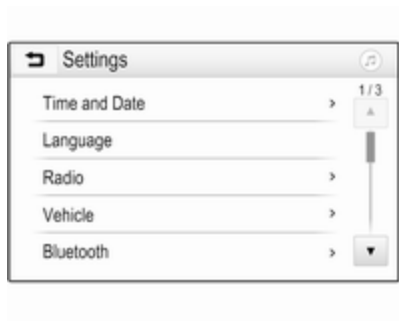 Settings
1/3
Time and Date
Language
Radio
Vehicle
Bluetooth